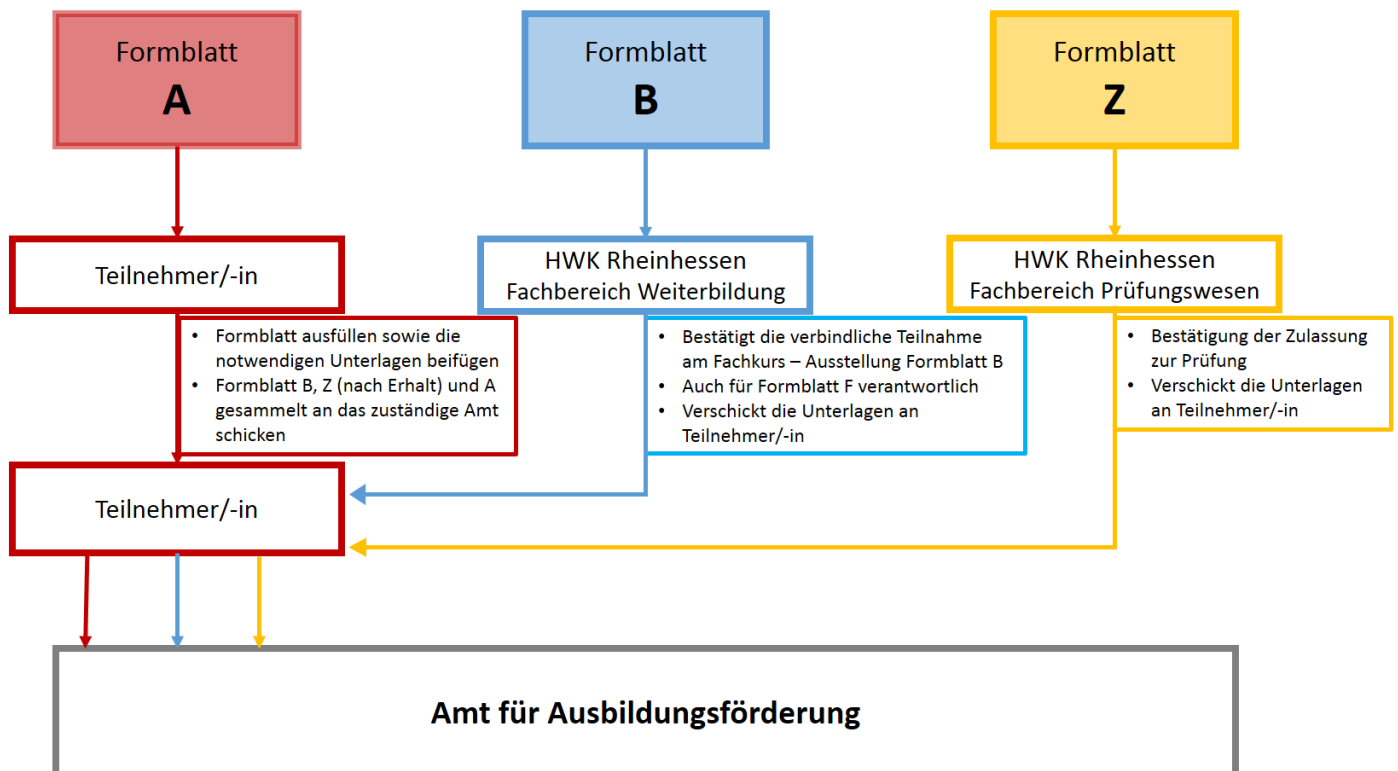 Formblatt
A
Formblatt
B
Formblatt
Z
Teilnehmer/-in
HWK Rheinhessen
Fachbereich Weiterbildung
HWK Rheinhessen
Fachbereich Prüfungswesen
• Formblatt ausfüllen sowie die
notwendigen Unterlagen beifügen
• Formblatt B, Z (nach Erhalt) und A
gesammelt an das zuständige Amt
schicken
• Bestätigt die verbindliche Teilnahme
am Fachkurs – Ausstellung Formblatt B
• Auch für Formblatt F verantwortlich
• Verschickt die Unterlagen an
Teilnehmer/-in
• Bestätigung der Zulassung
zur Prüfung
• Verschickt die Unterlagen
an Teilnehmer/-in
Teilnehmer/-in
Amt für Ausbildungsförderung